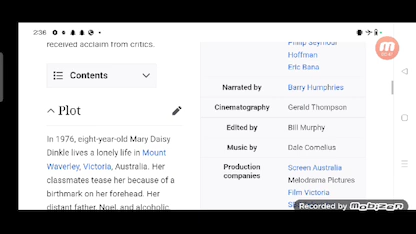 2:36
received acclaim from critics.
Contents
Plot
In 1976, eight-year-old Mary Daisy
Dinkle lives a lonely life in Mount
Waverley, Victoria, Australia. Her
classmates tease her because of a
birthmark on her forehead. Her
distant father, Noel, and alcoholic,
Philip Seymour
Hoffman
Eric Bana
Narrated by Barry Humphries
Cinematography Gerald Thompson
Edited by Bill Murphy
Music by Dale Cornelius
Production
companies
Screen Australia
Melodrama Pictures
Film Victoria
Recorded by mobizen